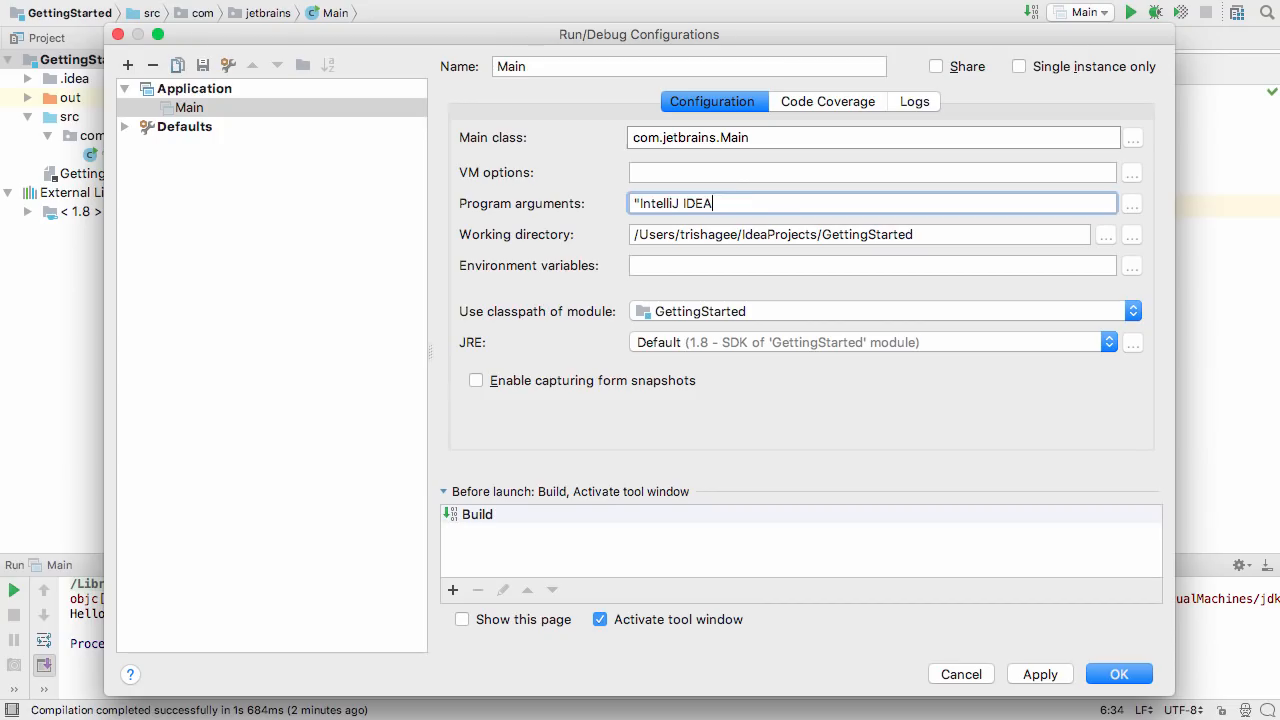 GettingStarted
src
com
jetbrains
Main
Main
Project
GettingSta
.idea
out
src
com
Getting
External Li
< 1.8 >
Run/Debug Configurations
Application
Main
Defaults
Name: Main
Share
Single instance only
Configuration
Code Coverage
Logs
Main class: com.jetbrains.Main
VM options:
Program arguments: "IntelliJ IDEA
Working directory: /Users/trishagee/IdeaProjects/GettingStarted
Environment variables:
Use classpath of module: GettingStarted
JRE: Default (1.8 - SDK of 'GettingStarted' module)
Enable capturing form snapshots
Before launch: Build, Activate tool window
Build
Show this page
Activate tool window
Cancel
Apply
OK
Run Main
/Libr
objc[
ualMachines/jdk
Hello
Proce
Compilation completed successfully in 1s 684ms (2 minutes ago)
6:34
LF
UTF-8